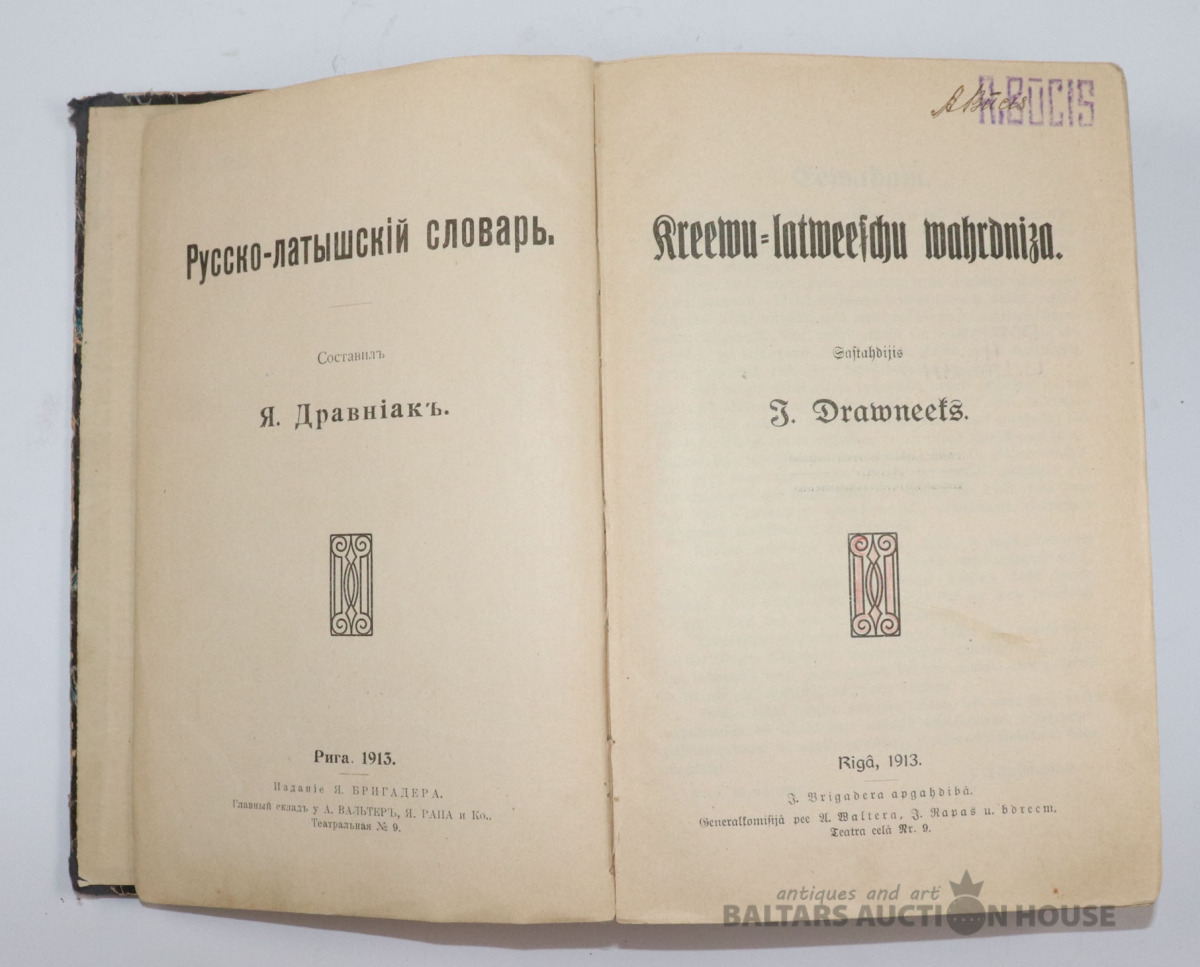 Русско-латышскій словарь.
Составилъ
Я. Дравніакъ.
Рига. 1913.
Изданіе Я. БРИГАДЕРА.
Главный складъ у А. ВАЛЬТЕРЪ, Я. РАПА и Ко.,
Театральная № 9.
A Būcis
A.BŪCIS
Kreewu-latweeschu wahrdniza.
Sastahdijis
J. Drawneeks.
Rigâ, 1913.
J. Brigadera apgahdibâ.
Generalkomisijâ pee A. Waltera, J. Rapas u. bdreem,
Teatra eelâ Nr. 9.
antiques and art
BALTARS AUCTION HOUSE